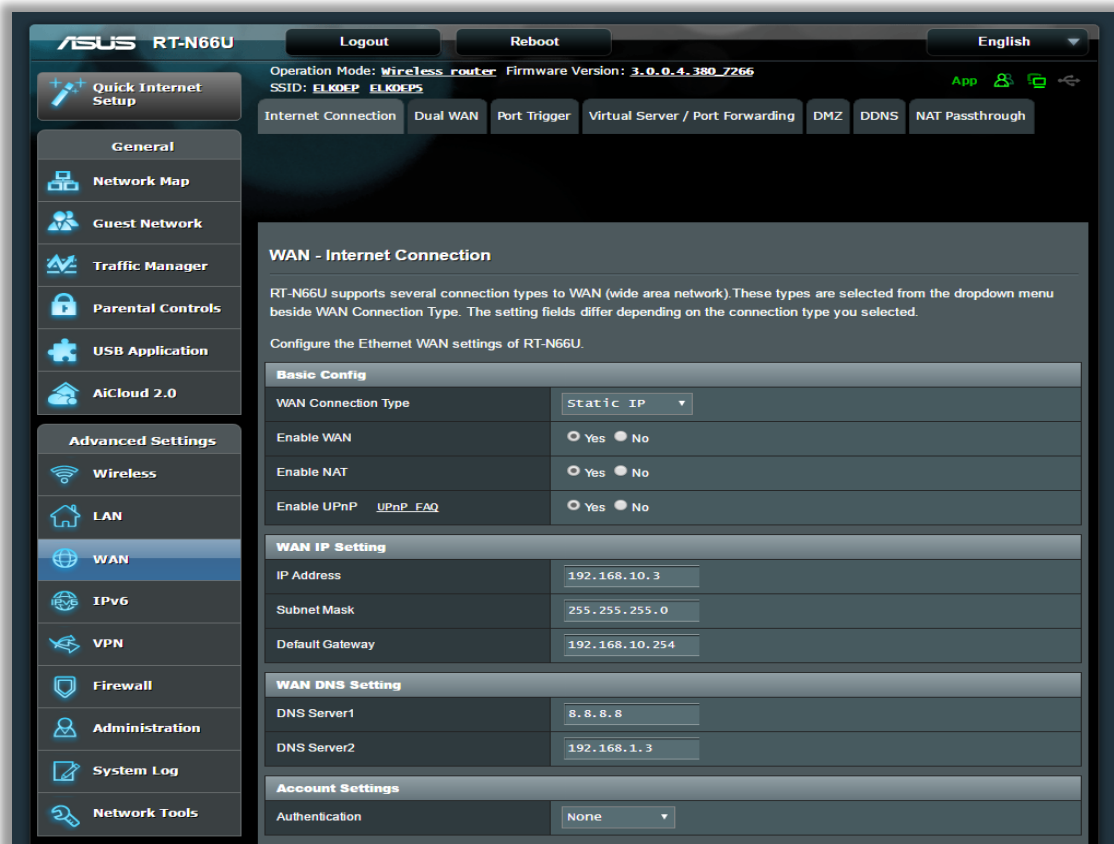 ASUS RT-N66U
Logout
Reboot
English
Quick Internet
Setup
Operation Mode: Wireless router Firmware Version: 3.0.0.4.380_7266
SSID: ELKOEP ELKOEP5
App
Internet Connection
Dual WAN
Port Trigger
Virtual Server / Port Forwarding
DMZ
DDNS
NAT Passthrough
General
Network Map
Guest Network
Traffic Manager
Parental Controls
USB Application
AiCloud 2.0
Advanced Settings
Wireless
LAN
WAN
IPv6
IPv6
VPN
Firewall
Administration
System Log
Network Tools
WAN - Internet Connection
RT-N66U supports several connection types to WAN (wide area network).These types are selected from the dropdown menu
beside WAN Connection Type. The setting fields differ depending on the connection type you selected.
Configure the Ethernet WAN settings of RT-N66U.
Basic Config
WAN Connection Type Static IP
Enable WAN Yes No
Enable NAT Yes No
Enable UPnP UPnP FAQ Yes No
WAN IP Setting
IP Address 192.168.10.3
Subnet Mask 255.255.255.0
Default Gateway 192.168.10.254
WAN DNS Setting
DNS Server1 8.8.8.8
DNS Server2 192.168.1.3
Account Settings
Authentication None